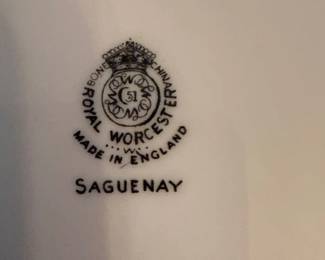 BONE CHINA
51
ROYAL WORCESTER
MADE IN ENGLAND
SAGUENAY